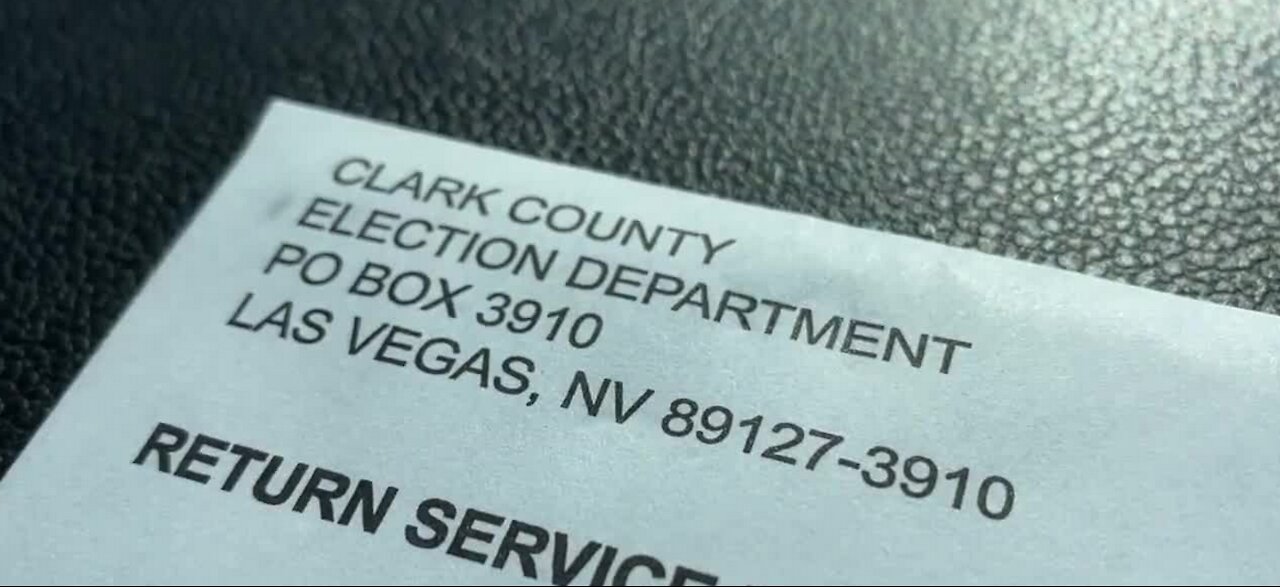 CLARK COUNTY
ELECTION DEPARTMENT
PO BOX 3910
LAS VEGAS, NV 89127-3910
RETURN SERVICE